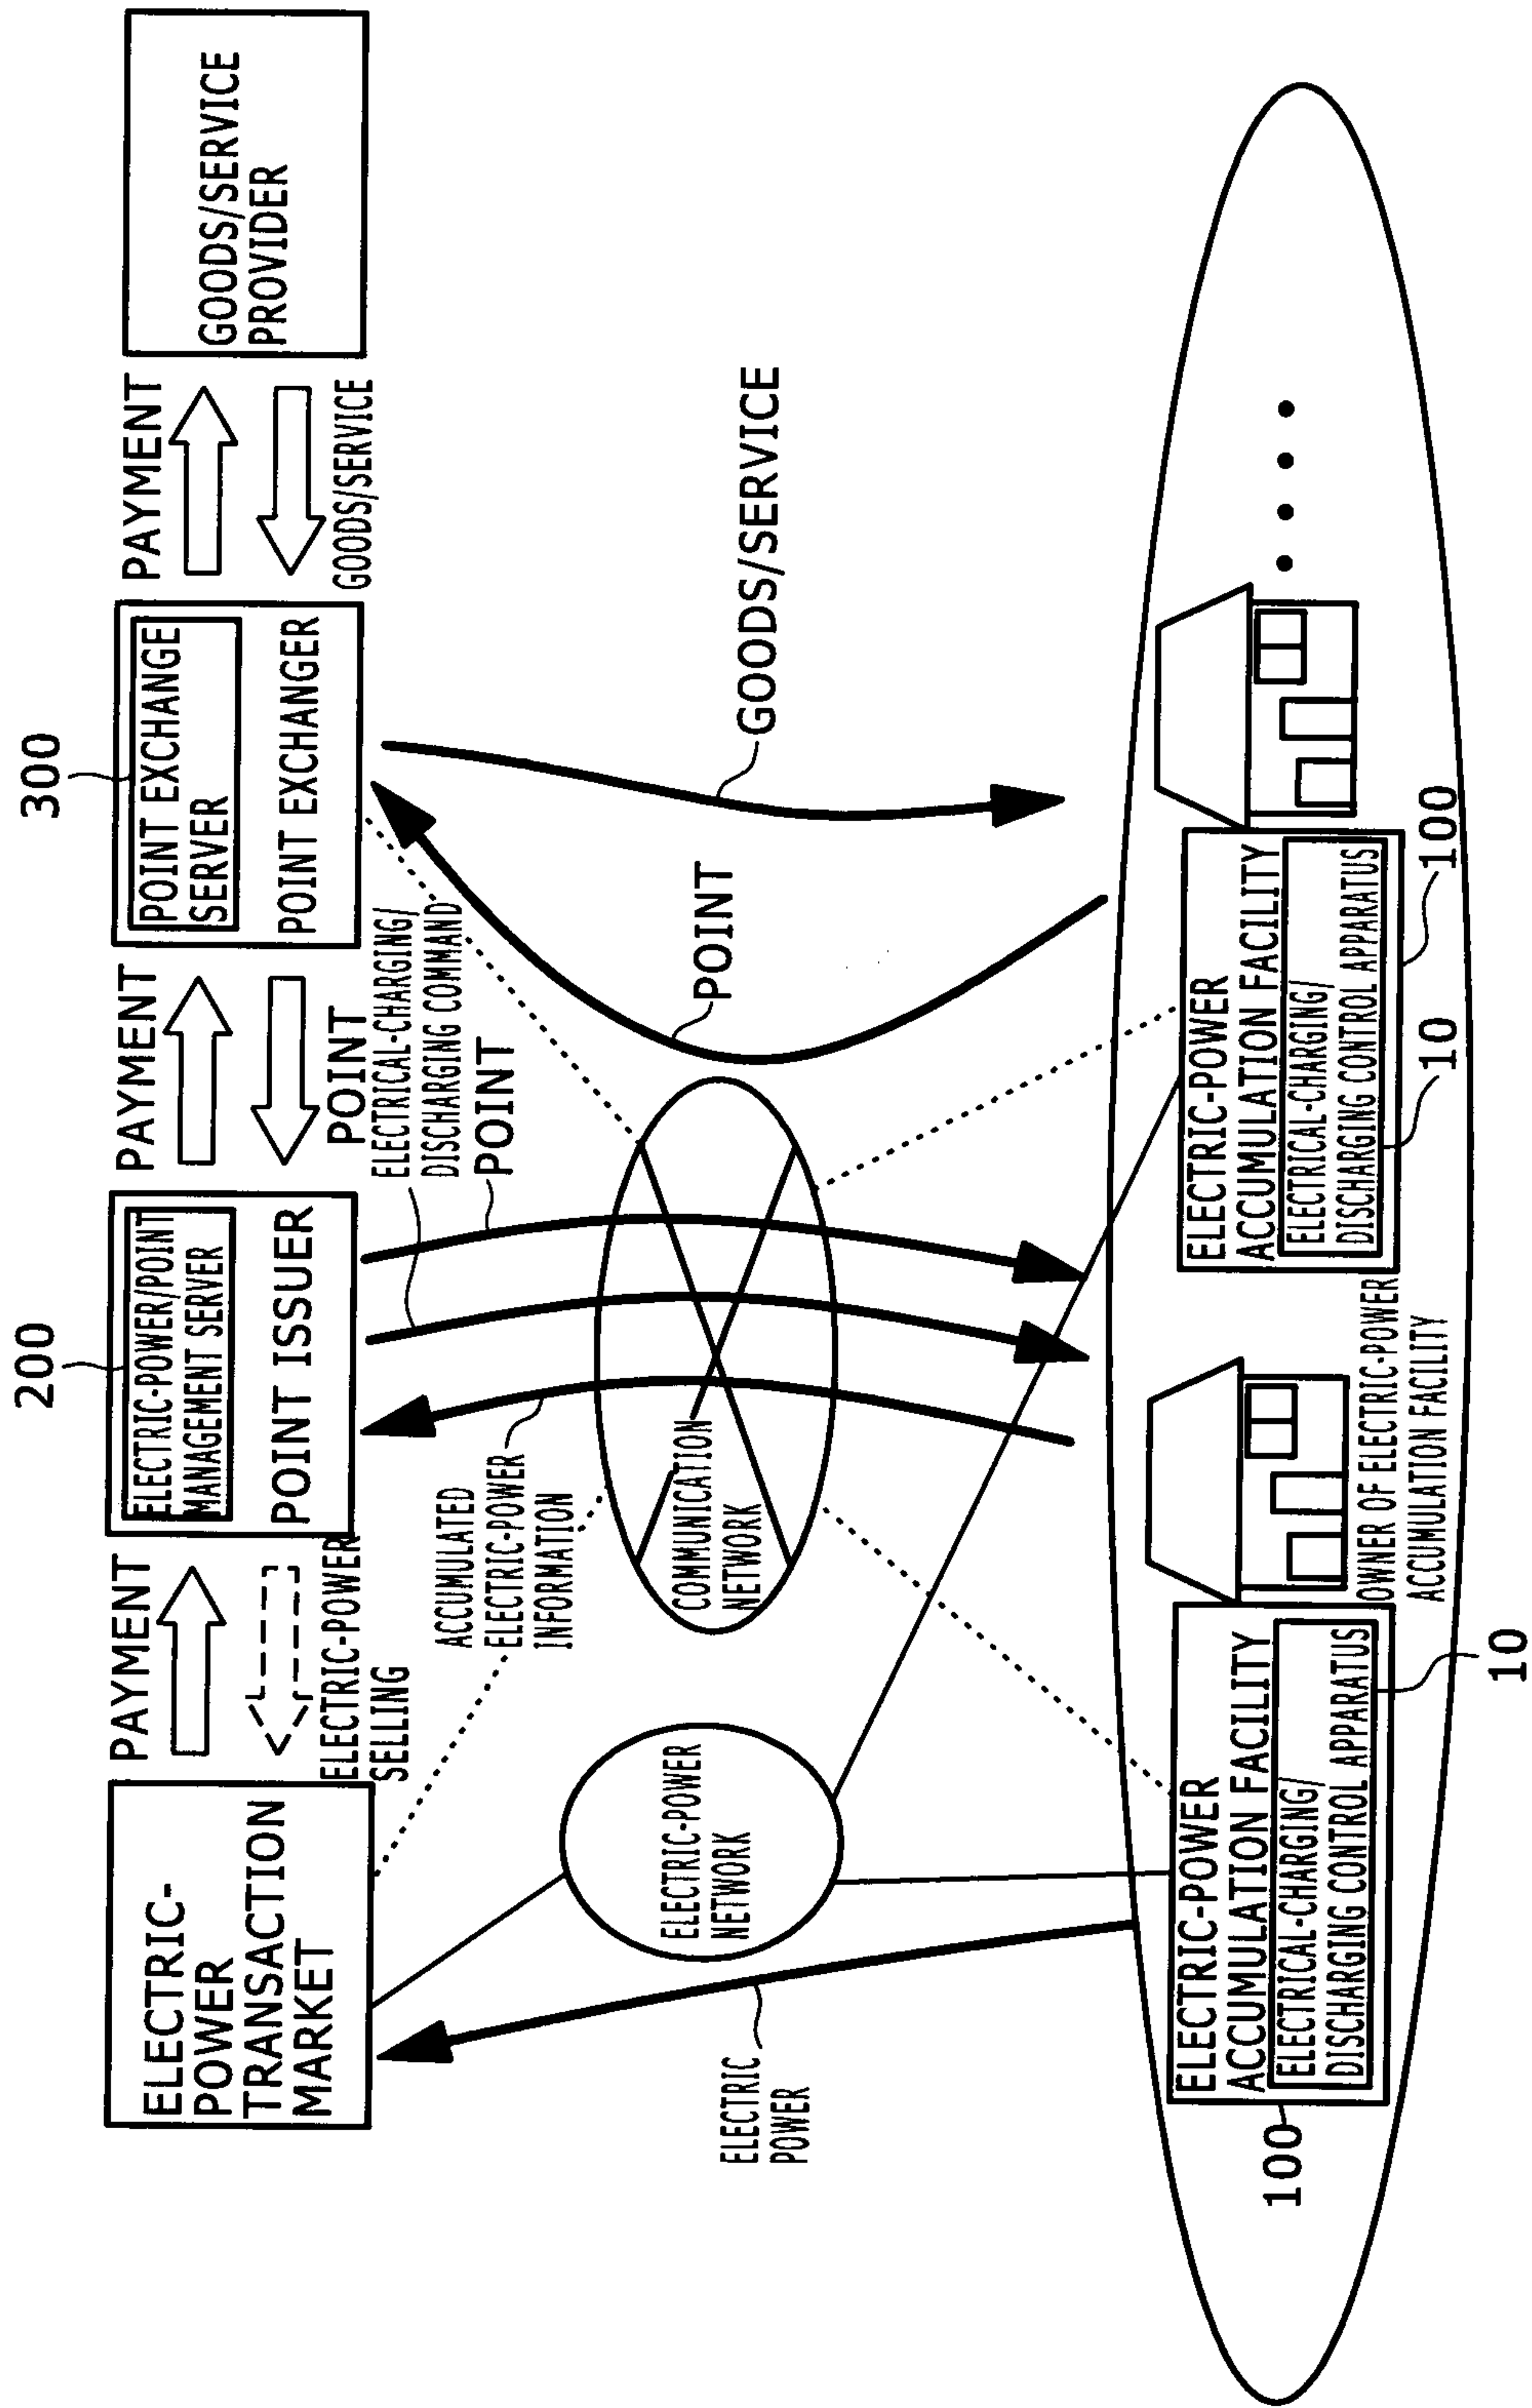 300
200
ELECTRIC-
POWER
TRANSACTION
MARKET
PAYMENT
ELECTRIC-POWER
SELLING
ELECTRIC-POWER/POINT
MANAGEMENT SERVER
POINT ISSUER
PAYMENT
POINT
POINT EXCHANGE
SERVER
POINT EXCHANGER
PAYMENT
GOODS/SERVICE
GOODS/SERVICE
PROVIDER
ELECTRICAL-CHARGING/
DISCHARGING COMMAND
POINT
ACCUMULATED
ELECTRIC-POWER
INFORMATION
ELECTRIC
POWER
ELECTRIC-POWER
NETWORK
COMMUNICATION
NETWORK
POINT
GOODS/SERVICE
100
ELECTRIC-POWER
ACCUMULATION FACILITY
ELECTRICAL-CHARGING/
DISCHARGING CONTROL APPARATUS
10
OWNER OF ELECTRIC-POWER
ACCUMULATION FACILITY
ELECTRIC-POWER
ACCUMULATION FACILITY
ELECTRICAL-CHARGING/
DISCHARGING CONTROL APPARATUS
10
100